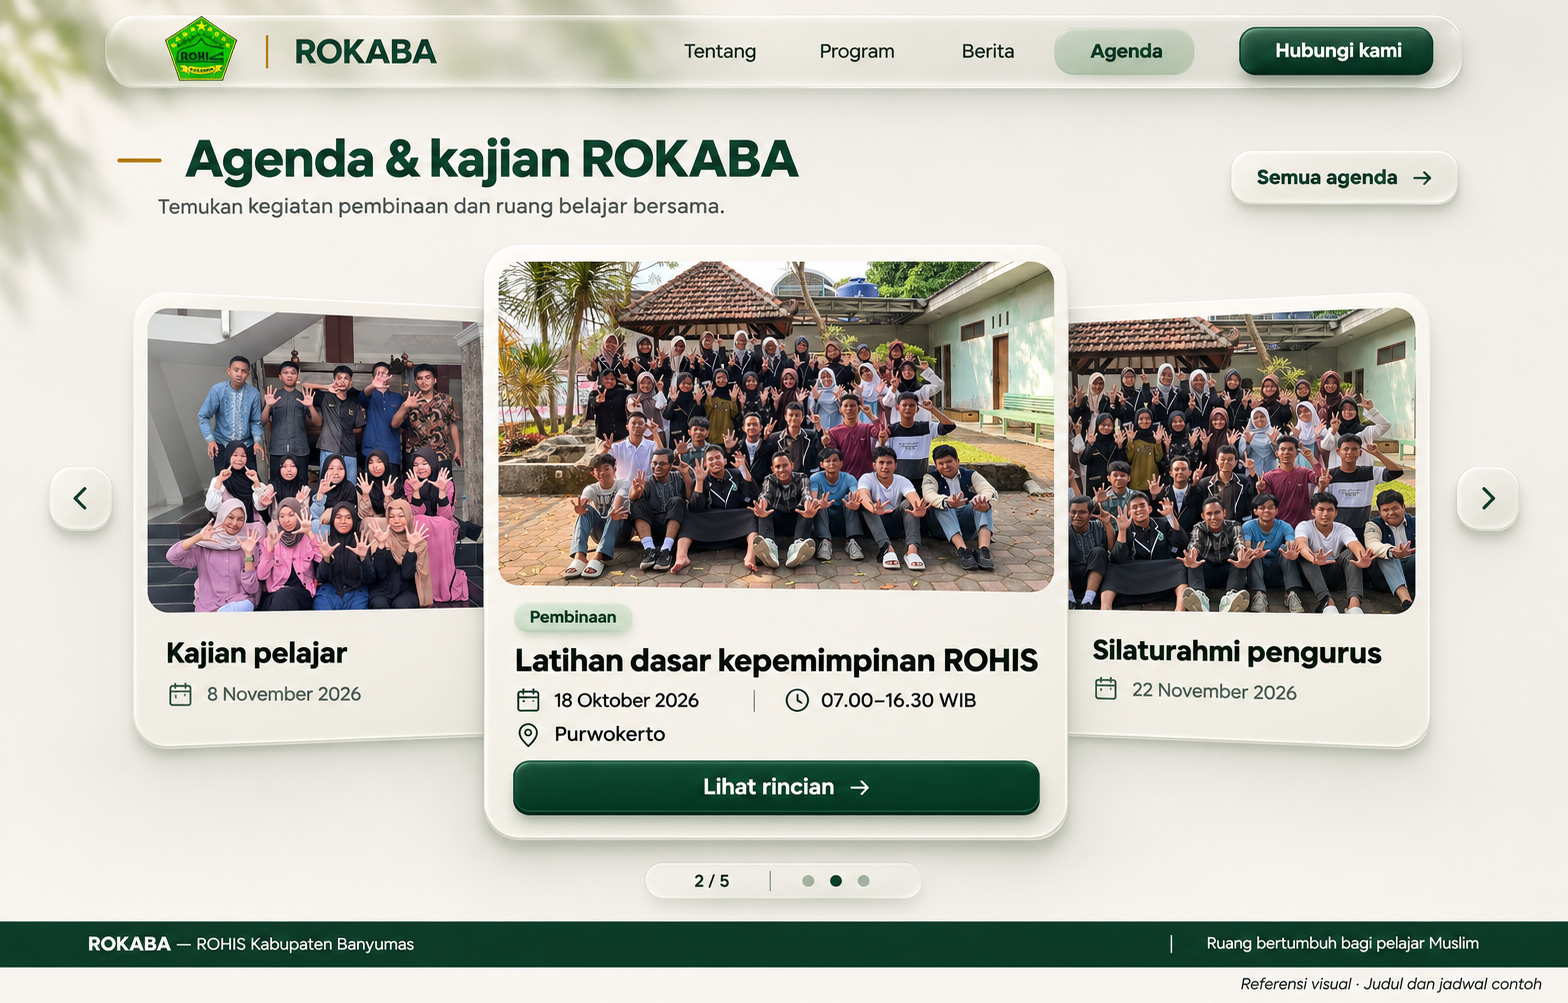 ROHIS
ROKABA
Tentang
Program
Berita
Agenda
Hubungi kami
Agenda & kajian ROKABA
Temukan kegiatan pembinaan dan ruang belajar bersama.
Semua agenda
Kajian pelajar
8 November 2026
Pembinaan
Latihan dasar kepemimpinan ROHIS
18 Oktober 2026
07.00–16.30 WIB
Purwokerto
Lihat rincian
Silaturahmi pengurus
22 November 2026
2 / 5
ROKABA — ROHIS Kabupaten Banyumas
Ruang bertumbuh bagi pelajar Muslim
Referensi visual · Judul dan jadwal contoh